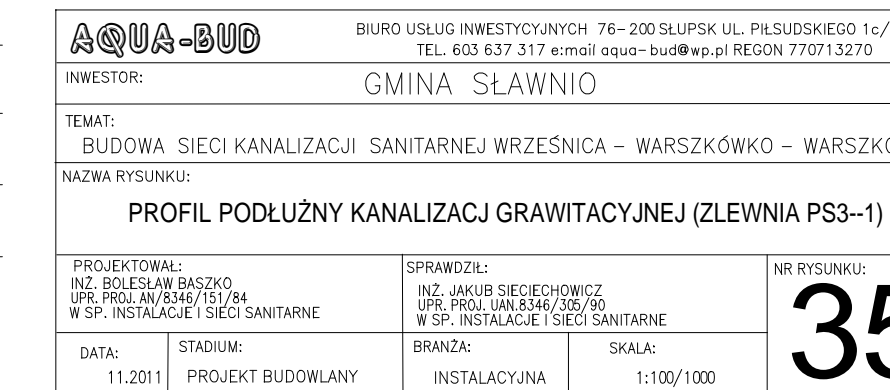 AQUA-BUD
BIURO USŁUG INWESTYCYJNYCH 76-200 SŁUPSK UL. PIŁSUDSKIEGO 1c/
TEL. 603 637 317 e:mail aqua-bud@wp.pl REGON 770713270
INWESTOR:
GMINA SŁAWNIO
TEMAT:
BUDOWA SIECI KANALIZACJI SANITARNEJ WRZEŚNICA - WARSZKÓWKO -
NAZWA RYSUNKU:
PROFIL PODŁUŻNY KANALIZACJ GRAWITACYJNEJ (ZLEWNIA PS3--1)
PROJEKTOWAŁ:
INŻ. BOLESŁAW BASZKO
UPR. PROJ. AN/8346/151/84
W SP. INSTALACJE I SIECI SANITARNE
SPRAWDZIŁ:
INŻ. JAKUB SIECIECHOWICZ
UPR. PROJ. UAN.8346/305/90
W SP. INSTALACJE I SIECI SANITARNE
NR RYSUNKU:
35
DATA:
11.2011
STADIUM:
PROJEKT BUDOWLANY
BRANŻA:
INSTALACYJNA
SKALA:
1:100/1000